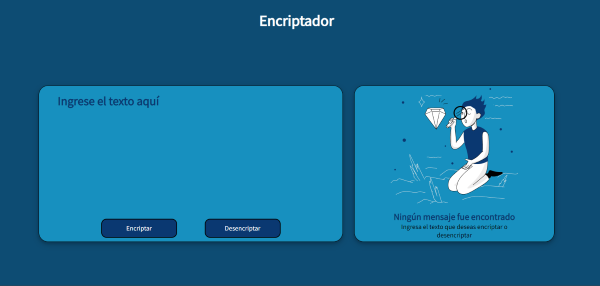 Encriptador
Ingrese el texto aquí
Encriptar
Desencriptar
Ningún mensaje fue encontrado
Ingresa el texto que deseas encriptar o
desencriptar